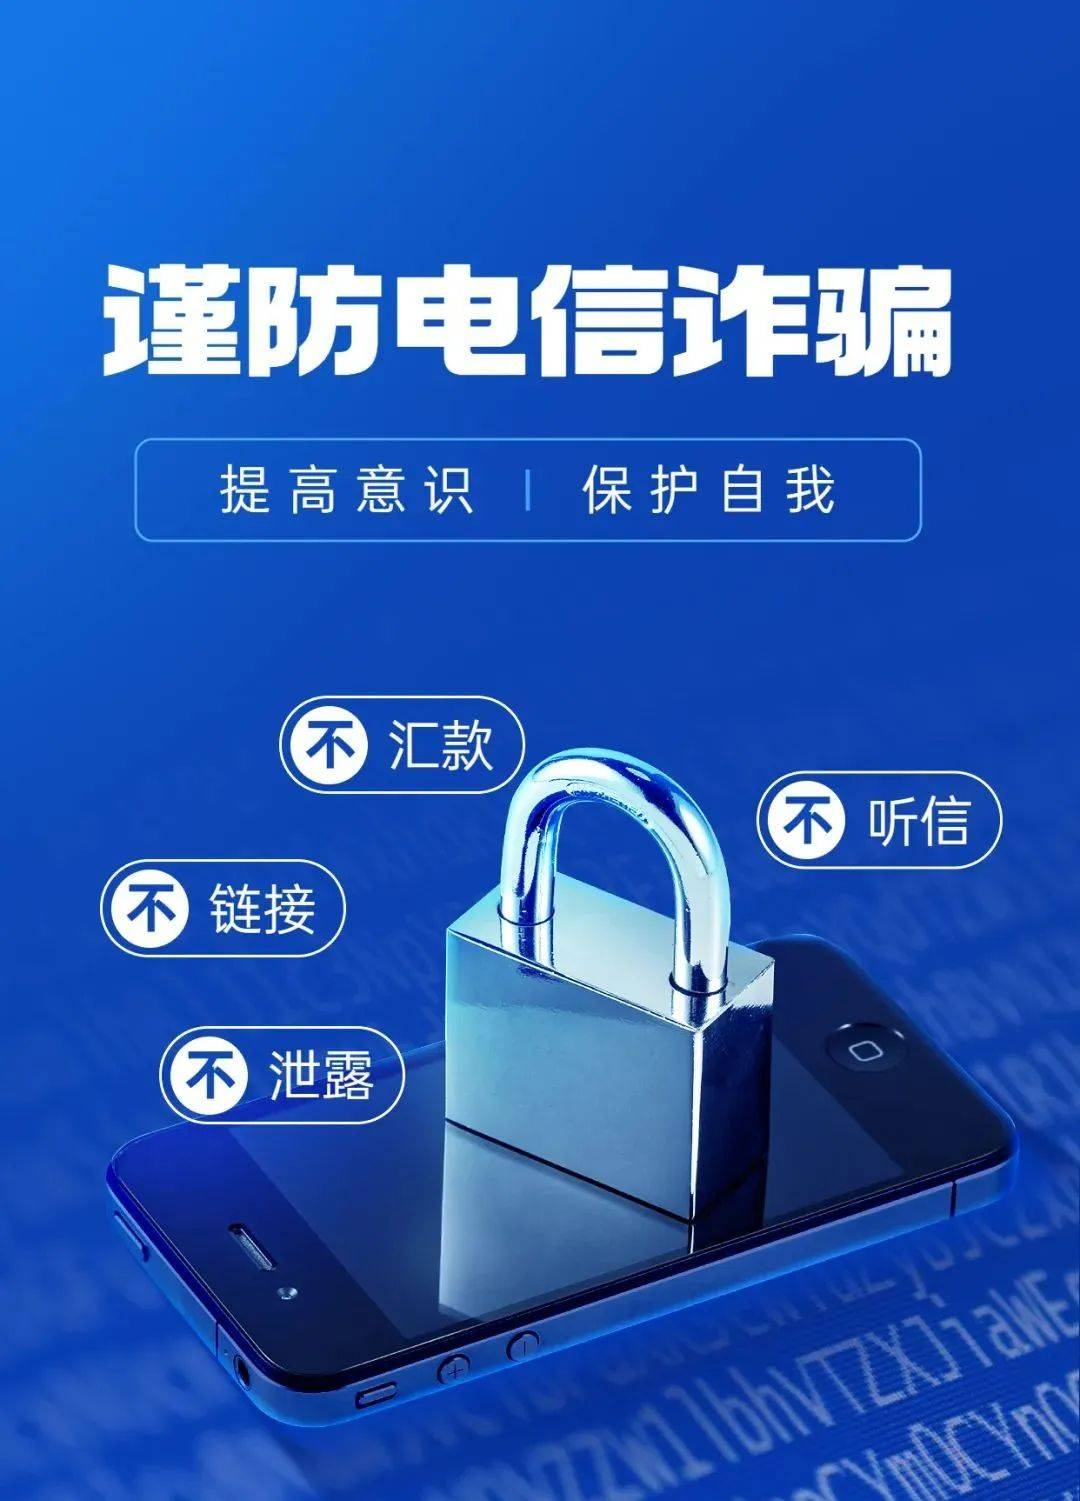 谨防电信诈骗
提高意识 | 保护自我
不 汇款
不 听信
不 链接
不 泄露